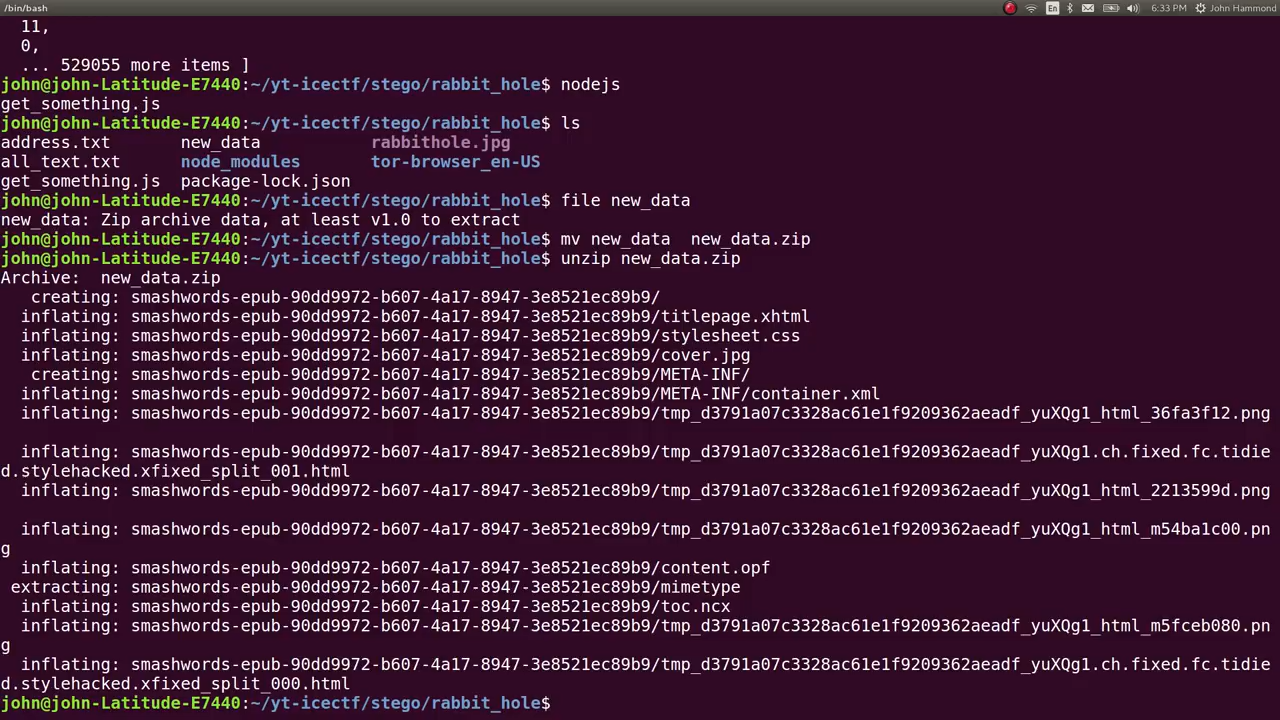 /bin/bash
En
6:33 PM
John Hammond
11,
0,
... 529055 more items ]
john@john-Latitude-E7440:~/yt-icectf/stego/rabbit_hole$ nodejs
get_something.js
john@john-Latitude-E7440:~/yt-icectf/stego/rabbit_hole$ ls
address.txt new_data rabbithole.jpg
all_text.txt node_modules tor-browser_en-US
get_something.js package-lock.json
john@john-Latitude-E7440:~/yt-icectf/stego/rabbit_hole$ file new_data
new_data: Zip archive data, at least v1.0 to extract
john@john-Latitude-E7440:~/yt-icectf/stego/rabbit_hole$ mv new_data  new_data.zip
john@john-Latitude-E7440:~/yt-icectf/stego/rabbit_hole$ unzip new_data.zip
Archive:  new_data.zip
creating: smashwords-epub-90dd9972-b607-4a17-8947-3e8521ec89b9/
inflating: smashwords-epub-90dd9972-b607-4a17-8947-3e8521ec89b9/titlepage.xhtml
inflating: smashwords-epub-90dd9972-b607-4a17-8947-3e8521ec89b9/stylesheet.css
inflating: smashwords-epub-90dd9972-b607-4a17-8947-3e8521ec89b9/cover.jpg
creating: smashwords-epub-90dd9972-b607-4a17-8947-3e8521ec89b9/META-INF/
inflating: smashwords-epub-90dd9972-b607-4a17-8947-3e8521ec89b9/META-INF/container.xml
inflating: smashwords-epub-90dd9972-b607-4a17-8947-3e8521ec89b9/tmp_d3791a07c3328ac61e1f9209362aeadf_yuXQg1_html_36fa3f12.png
inflating: smashwords-epub-90dd9972-b607-4a17-8947-3e8521ec89b9/tmp_d3791a07c3328ac61e1f9209362aeadf_yuXQg1.ch.fixed.fc.tidie
d.stylehacked.xfixed_split_001.html
inflating: smashwords-epub-90dd9972-b607-4a17-8947-3e8521ec89b9/tmp_d3791a07c3328ac61e1f9209362aeadf_yuXQg1_html_2213599d.png
inflating: smashwords-epub-90dd9972-b607-4a17-8947-3e8521ec89b9/tmp_d3791a07c3328ac61e1f9209362aeadf_yuXQg1_html_m54ba1c00.pn
g
inflating: smashwords-epub-90dd9972-b607-4a17-8947-3e8521ec89b9/content.opf
extracting: smashwords-epub-90dd9972-b607-4a17-8947-3e8521ec89b9/mimetype
inflating: smashwords-epub-90dd9972-b607-4a17-8947-3e8521ec89b9/toc.ncx
inflating: smashwords-epub-90dd9972-b607-4a17-8947-3e8521ec89b9/tmp_d3791a07c3328ac61e1f9209362aeadf_yuXQg1_html_m5fceb080.pn
g
inflating: smashwords-epub-90dd9972-b607-4a17-8947-3e8521ec89b9/tmp_d3791a07c3328ac61e1f9209362aeadf_yuXQg1.ch.fixed.fc.tidie
d.stylehacked.xfixed_split_000.html
john@john-Latitude-E7440:~/yt-icectf/stego/rabbit_hole$